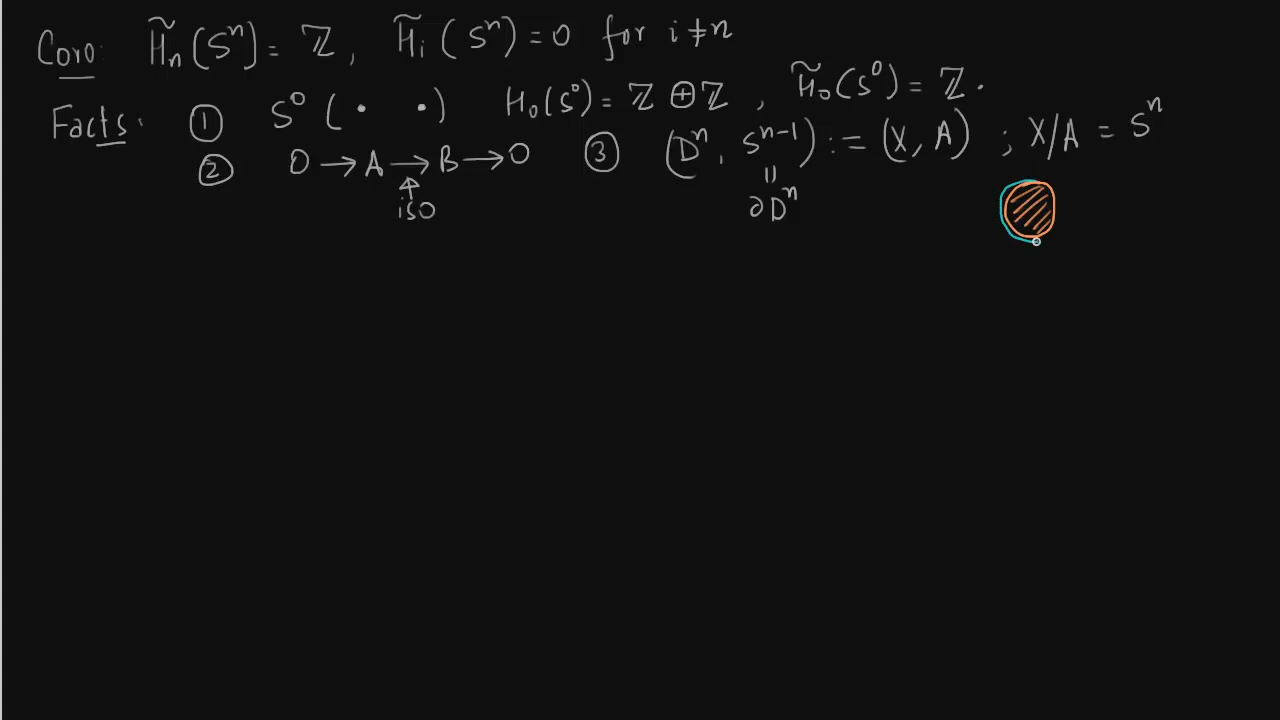 Coro: H̃ₙ(Sⁿ) = ℤ, H̃ᵢ(Sⁿ) = 0 for i ≠ n
Facts: ① S⁰ (· ·) H₀(S⁰) = ℤ ⊕ ℤ, H̃₀(S⁰) = ℤ.
② 0 → A → B → 0 ③ (Dⁿ, Sⁿ⁻¹) := (X, A) ; X/A = Sⁿ
↑ iso || ∂Dⁿ